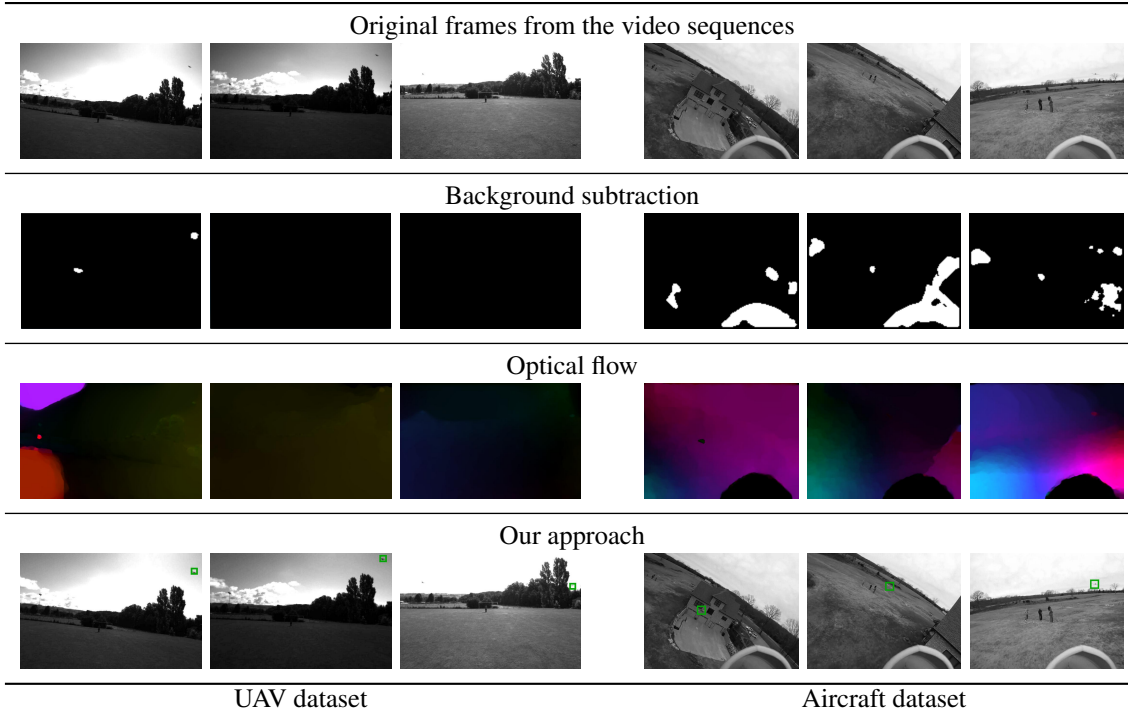 Original frames from the video sequences
Background subtraction
Optical flow
Our approach
UAV dataset
Aircraft dataset